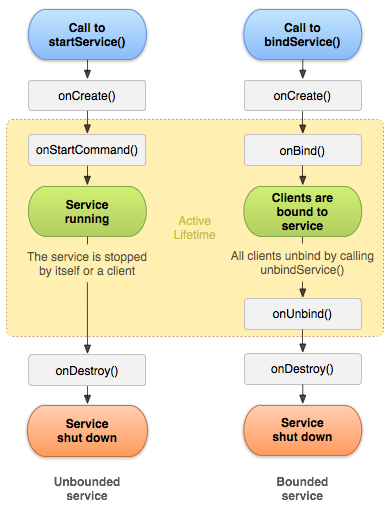 Call to
startService()
onCreate()
onStartCommand()
Service
running
The service is stopped
by itself or a client
onDestroy()
Service
shut down
Unbounded
service
Active
Lifetime
Call to
bindService()
onCreate()
onBind()
Clients are
bound to
service
All clients unbind by calling
unbindService()
onUnbind()
onDestroy()
Service
shut down
Bounded
service